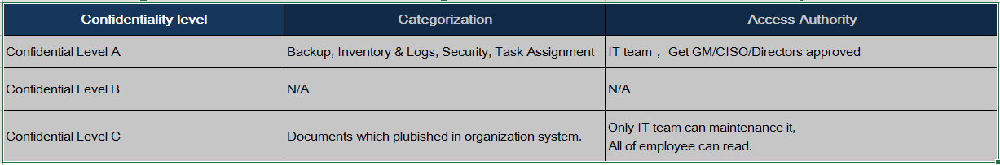 Confidentiality level Categorization Access Authority
Confidential Level A Backup, Inventory & Logs, Security, Task Assignment IT team , Get GM/CISO/Directors approved
Confidential Level B N/A N/A
Confidential Level C Documents which plubished in organization system. Only IT team can maintenance it,
All of employee can read.